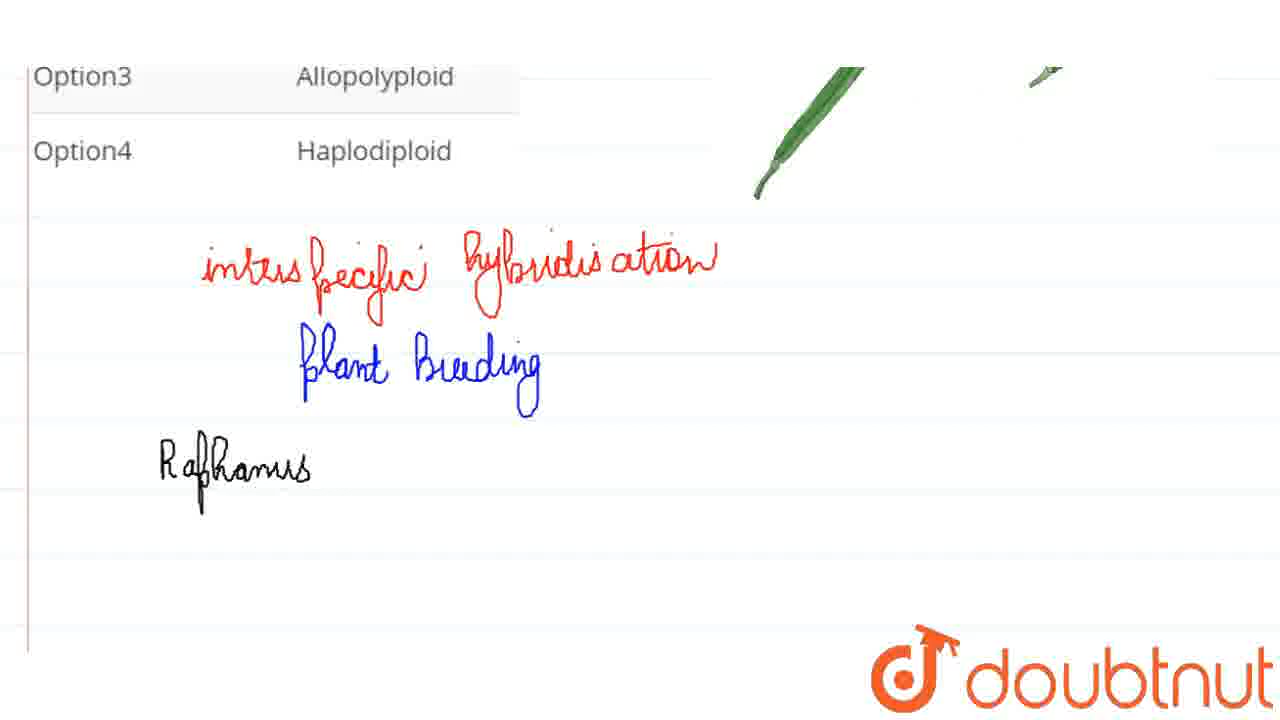 Option3 Allopolyploid
Option4 Haplodiploid
interspecific hybridisation
plant Breeding
Raphanus
doubtnut